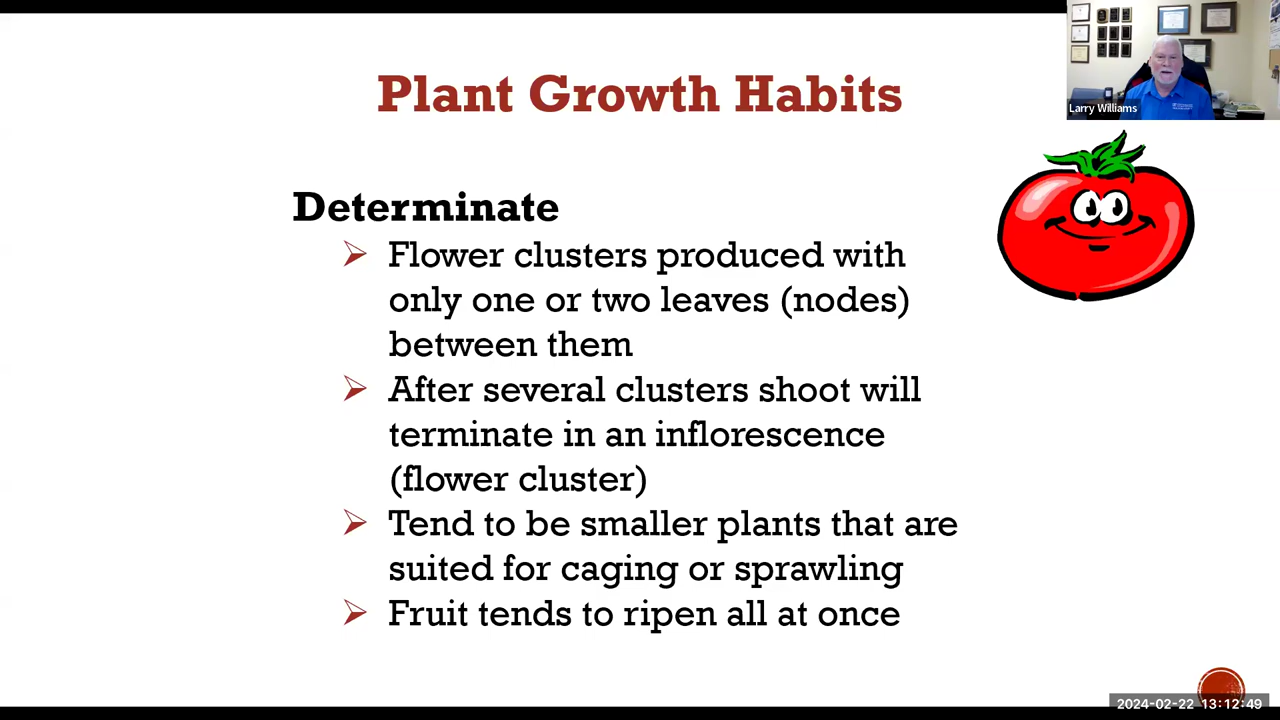 Plant Growth Habits
Larry Williams
Determinate
Flower clusters produced with
only one or two leaves (nodes)
between them
After several clusters shoot will
terminate in an inflorescence
(flower cluster)
Tend to be smaller plants that are
suited for caging or sprawling
Fruit tends to ripen all at once
2024-02-22 13:12:49